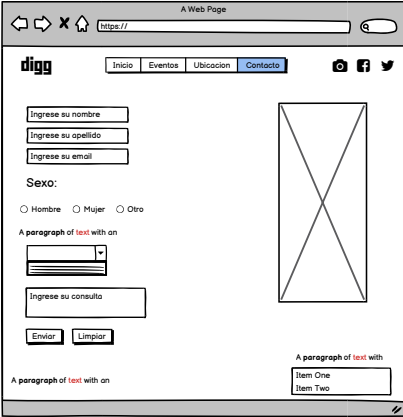 A Web Page
https://
digg
Inicio Eventos Ubicacion Contacto
Ingrese su nombre
Ingrese su apellido
Ingrese su email
Sexo:
Hombre Mujer Otro
A paragraph of text with an
Ingrese su consulta
Enviar Limpiar
A paragraph of text with
Item One
A paragraph of text with an
Item Two